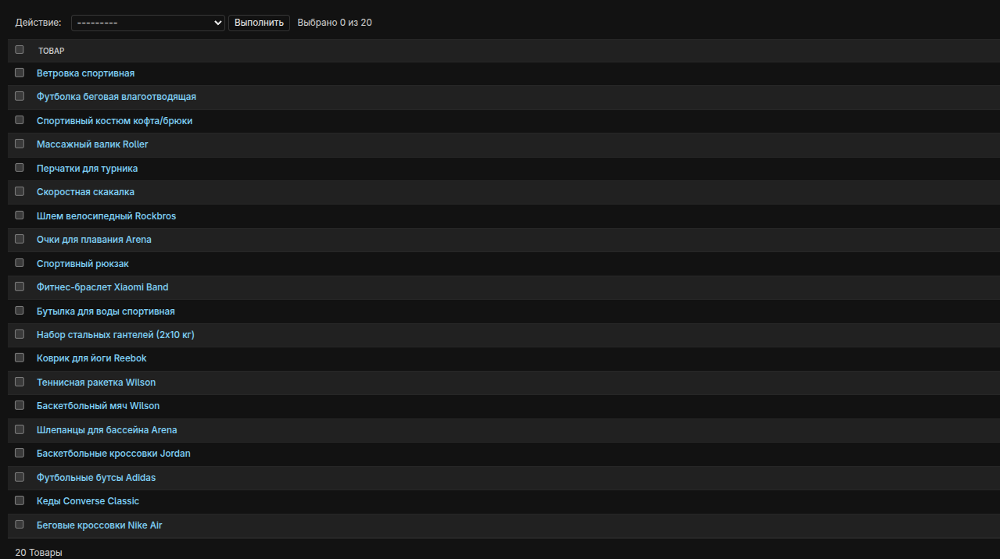 Действие: --------- Выполнить Выбрано 0 из 20
ТОВАР
Ветровка спортивная
Футболка беговая влагоотводящая
Спортивный костюм кофта/брюки
Массажный валик Roller
Перчатки для турника
Скоростная скакалка
Шлем велосипедный Rockbros
Очки для плавания Arena
Спортивный рюкзак
Фитнес-браслет Xiaomi Band
Бутылка для воды спортивная
Набор стальных гантелей (2x10 кг)
Коврик для йоги Reebok
Теннисная ракетка Wilson
Баскетбольный мяч Wilson
Шлепанцы для бассейна Arena
Баскетбольные кроссовки Jordan
Футбольные бутсы Adidas
Кеды Converse Classic
Беговые кроссовки Nike Air
20 Товары